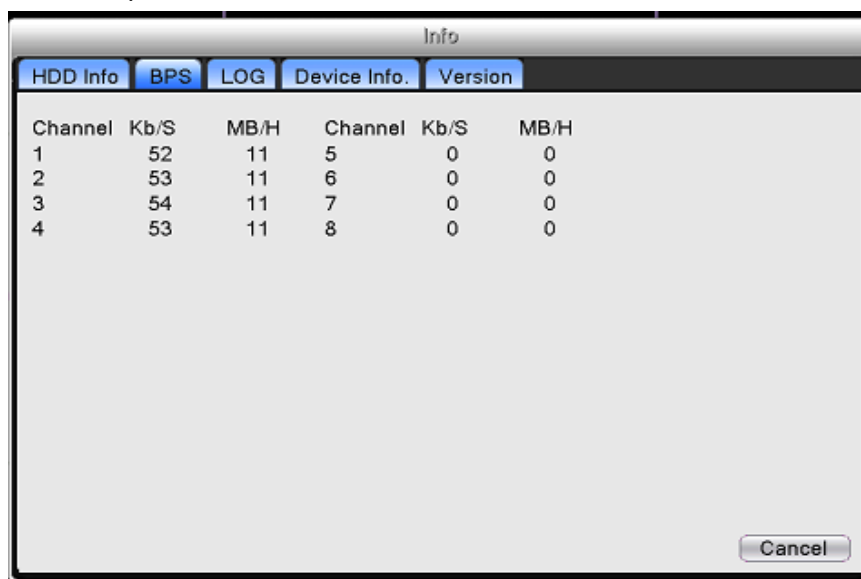 Info
HDD Info BPS LOG Device Info. Version
Channel Kb/S MB/H Channel Kb/S MB/H
1 52 11 5 0 0
2 53 11 6 0 0
3 54 11 7 0 0
4 53 11 8 0 0
Cancel